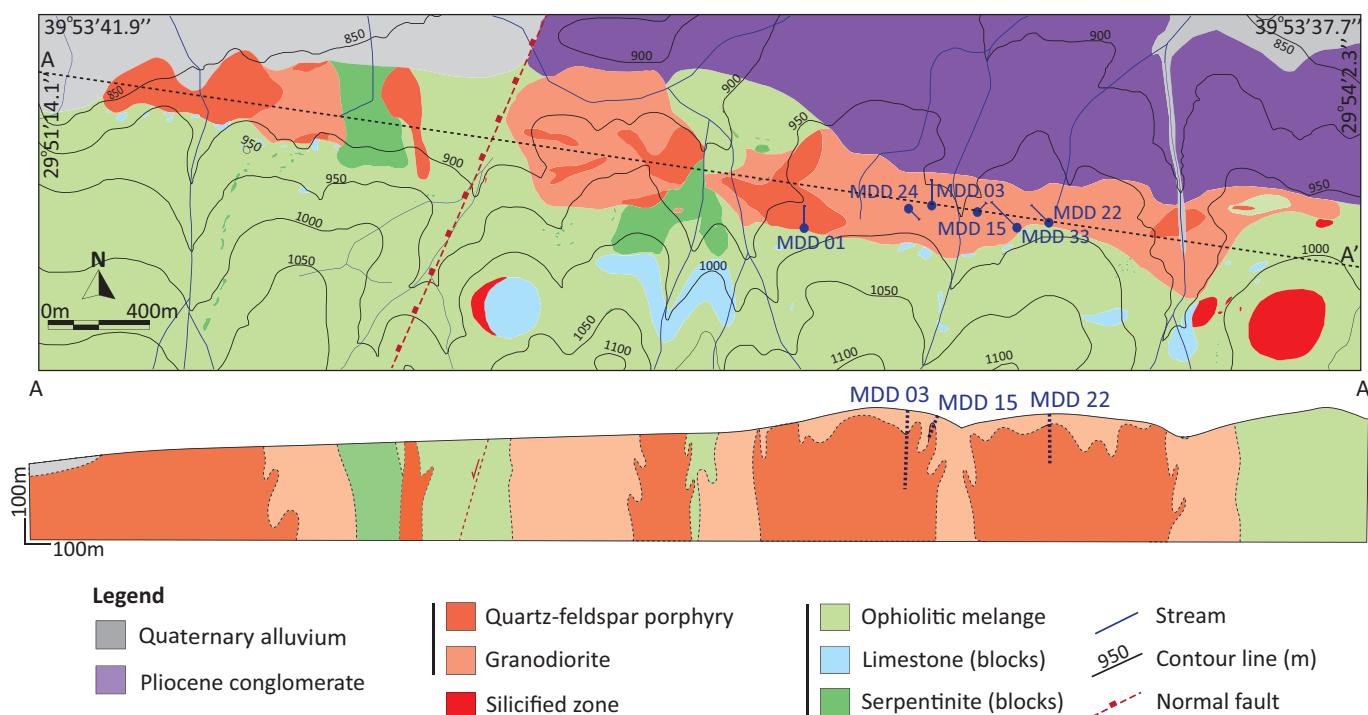 39°53'41.9''
39°53'37.7''
29°51'14.1''
29°54'2.3''
A
A'
850
900
900
850
850
900
950
950
900
950
950
1000
1000
1050
1000
1050
1050
1100
1100
1100
MDD 24
MDD 03
MDD 22
MDD 15
MDD 33
MDD 01
N
0m 400m
A A
MDD 03
MDD 15
MDD 22
100m
100m
Legend
Quaternary alluvium
Pliocene conglomerate
Quartz-feldspar porphyry
Granodiorite
Silicified zone
Ophiolitic melange
Limestone (blocks)
Serpentinite (blocks)
Stream
950 Contour line (m)
Normal fault